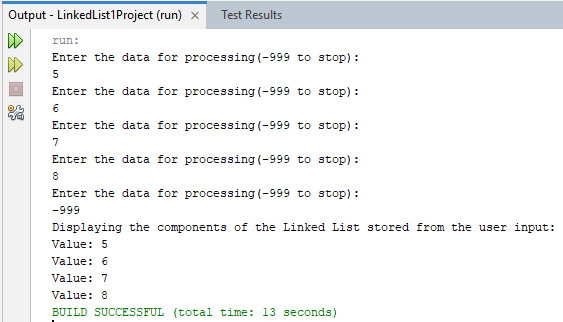 Output - LinkedList1Project (run) × Test Results
run:
Enter the data for processing(-999 to stop):
5
Enter the data for processing(-999 to stop):
6
Enter the data for processing(-999 to stop):
7
Enter the data for processing(-999 to stop):
8
Enter the data for processing(-999 to stop):
-999
Displaying the components of the Linked List stored from the user input:
Value: 5
Value: 6
Value: 7
Value: 8
BUILD SUCCESSFUL (total time: 13 seconds)